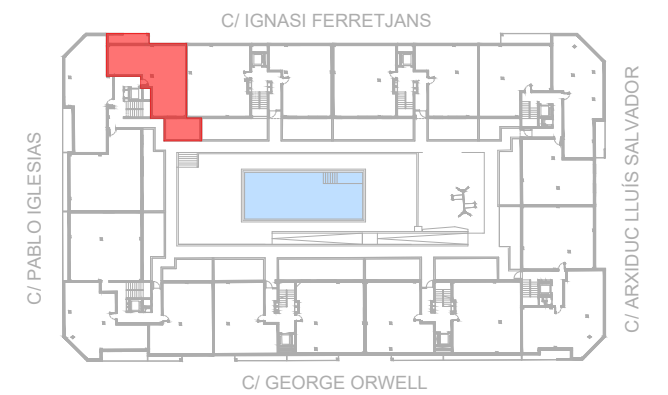 C/ IGNASI FERRETJANS
C/ PABLO IGLESIAS
C/ ARXIDUC LLUÍS SALVADOR
C/ GEORGE ORWELL